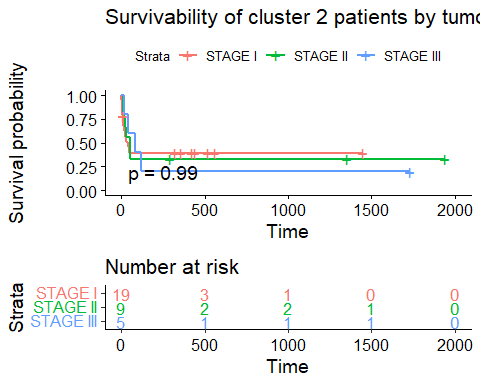 Survivability of cluster 2 patients by tumo
Strata STAGE I STAGE II STAGE III
Survival probability
1.00
0.75
0.50
0.25
0.00
p = 0.99
0 500 1000 1500 2000
Time
Number at risk
Strata
STAGE I 19 3 1 0 0
STAGE II 9 2 2 1 0
STAGE III 5 1 1 1 0
0 500 1000 1500 2000
Time